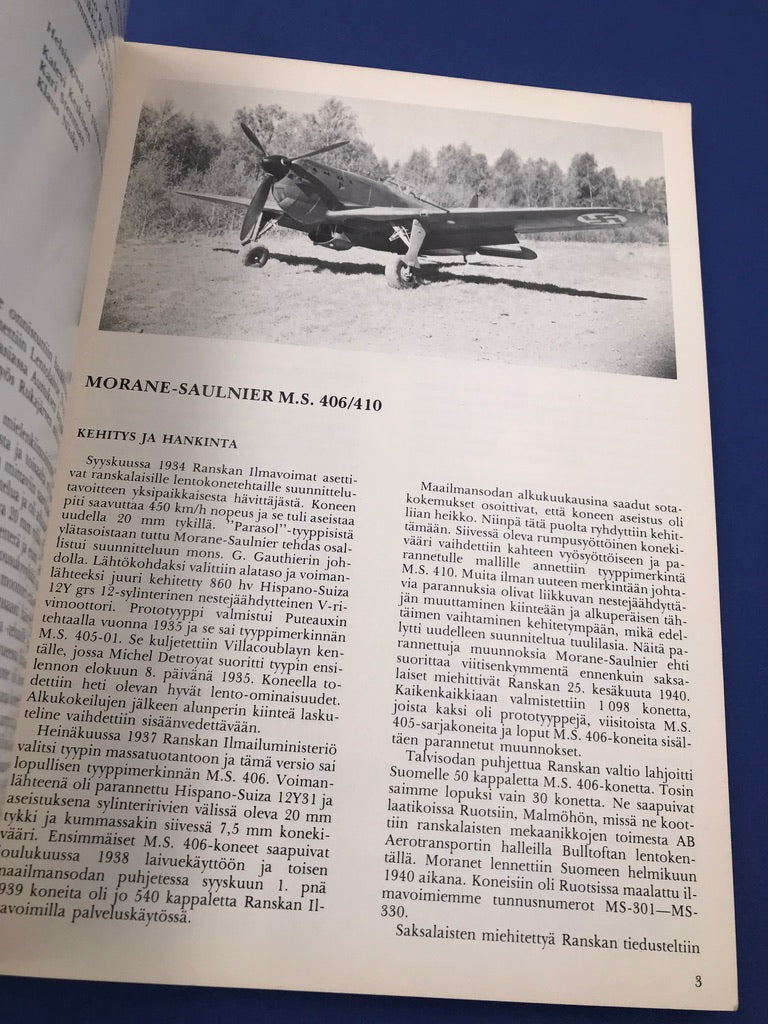 Helsingissä 23.
Kalevi
Kari
Klaus
MORANE-SAULNIER M.S. 406/410
KEHITYS JA HANKINTA
Syyskuussa 1934 Ranskan Ilmavoimat asetti-
vat ranskalaisille lentokonetehtaille suunnittelu-
tavoitteen yksipaikkaisesta hävittäjästä. Koneen
piti saavuttaa 450 km/h nopeus ja se tuli aseistaa
uudella 20 mm tykillä. "Parasol"-tyyppisistä
ylätasoistaan tuttu Morane-Saulnier tehdas osal-
listui suunnitteluun mons. G. Gauthierin joh-
dolla. Lähtökohdaksi valittiin alataso ja voiman-
lähteeksi juuri kehitetty 860 hv Hispano-Suiza
12Y grs 12-sylinterinen nestejäähdytteinen V-ri-
vimoottori. Prototyyppi valmistui Puteauxin
tehtaalla vuonna 1935 ja se sai tyyppimerkinnän
M.S. 405-01. Se kuljetettiin Villacoublayn ken-
tälle, jossa Michel Detroyat suoritti tyypin ensi-
lennon elokuun 8. päivänä 1935. Koneella to-
dettiin heti olevan hyvät lento-ominaisuudet.
Alkukokeilujen jälkeen alunperin kiinteä lasku-
teline vaihdettiin sisäänvedettävään.
Heinäkuussa 1937 Ranskan Ilmailuministeriö
valitsi tyypin massatuotantoon ja tämä versio sai
lopullisen tyyppimerkinnän M.S. 406. Voiman-
lähteenä oli parannettu Hispano-Suiza 12Y31 ja
aseistuksena sylinteririvien välissä oleva 20 mm
tykki ja kummassakin siivessä 7,5 mm koneki-
vääri. Ensimmäiset M.S. 406-koneet saapuivat
joulukuussa 1938 laivuekäyttöön ja toisen
maailmansodan puhjetessa syyskuun 1. pnä
939 koneita oli jo 540 kappaletta Ranskan Il-
avoimilla palveluskäytössä.
Maailmansodan alkukuukausina saadut sota-
kokemukset osoittivat, että koneen aseistus oli
liian heikko. Niinpä tätä puolta ryhdyttiin kehit-
tämään. Siivessä oleva rumpusyöttöinen koneki-
vääri vaihdettiin kahteen vyösyöttöiseen ja pa-
rannetulle mallille annettiin tyyppimerkintä
M.S. 410. Muita ilman uuteen merkintään johta-
via parannuksia olivat liikkuvan nestejäähdyttä-
jän muuttaminen kiinteään ja alkuperäisen täh-
täimen vaihtaminen kehitetympään, mikä edel-
lytti uudelleen suunniteltua tuulilasia. Näitä pa-
rannettuja muunnoksia Morane-Saulnier ehti
suorittaa viitisenkymmentä ennenkuin saksa-
laiset miehittivät Ranskan 25. kesäkuuta 1940.
Kaikenkaikkiaan valmistettiin 1 098 konetta,
joista kaksi oli prototyyppejä, viisitoista M.S.
405-sarjakoneita ja loput M.S. 406-koneita sisäl-
täen parannetut muunnokset.
Talvisodan puhjettua Ranskan valtio lahjoitti
Suomelle 50 kappaletta M.S. 406-konetta. Tosin
saimme lopuksi vain 30 konetta. Ne saapuivat
laatikoissa Ruotsiin, Malmöhön, missä ne koot-
tiin ranskalaisten mekaanikkojen toimesta AB
Aerotransportin halleilla Bulltoftan lentoken-
tällä. Moranet lennettiin Suomeen helmikuun
1940 aikana. Koneisiin oli Ruotsissa maalattu il-
mavoimiemme tunnusnumerot MS-301—MS-
330.
Saksalaisten miehitettyä Ranskan tiedusteltiin
3